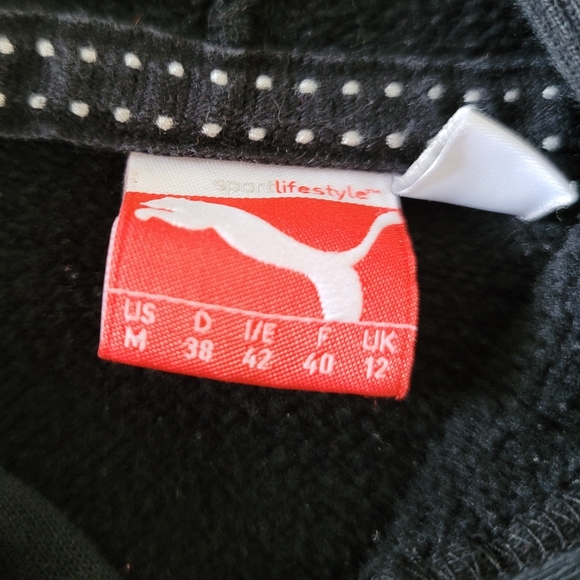 sportlifestyle™
US D I/E F UK
M 38 42 40 12